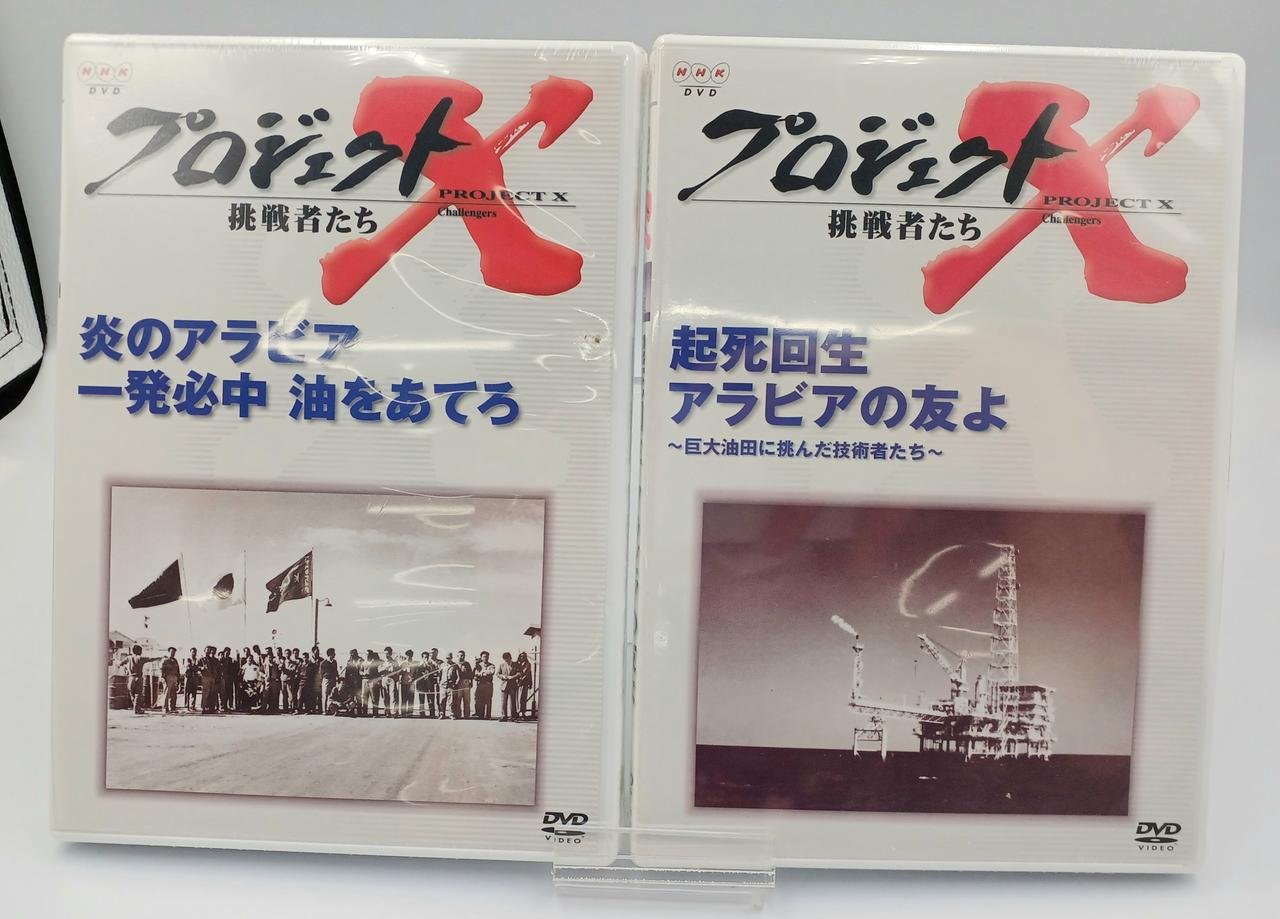 NHK
DVD
プロジェクトX
PROJECT X
挑戦者たち
Challengers
炎のアラビア
一発必中 油をあてろ
DVD
VIDEO
NHK
DVD
プロジェクトX
PROJECT X
挑戦者たち
Challengers
起死回生
アラビアの友よ
～巨大油田に挑んだ技術者たち～
DVD
VIDEO